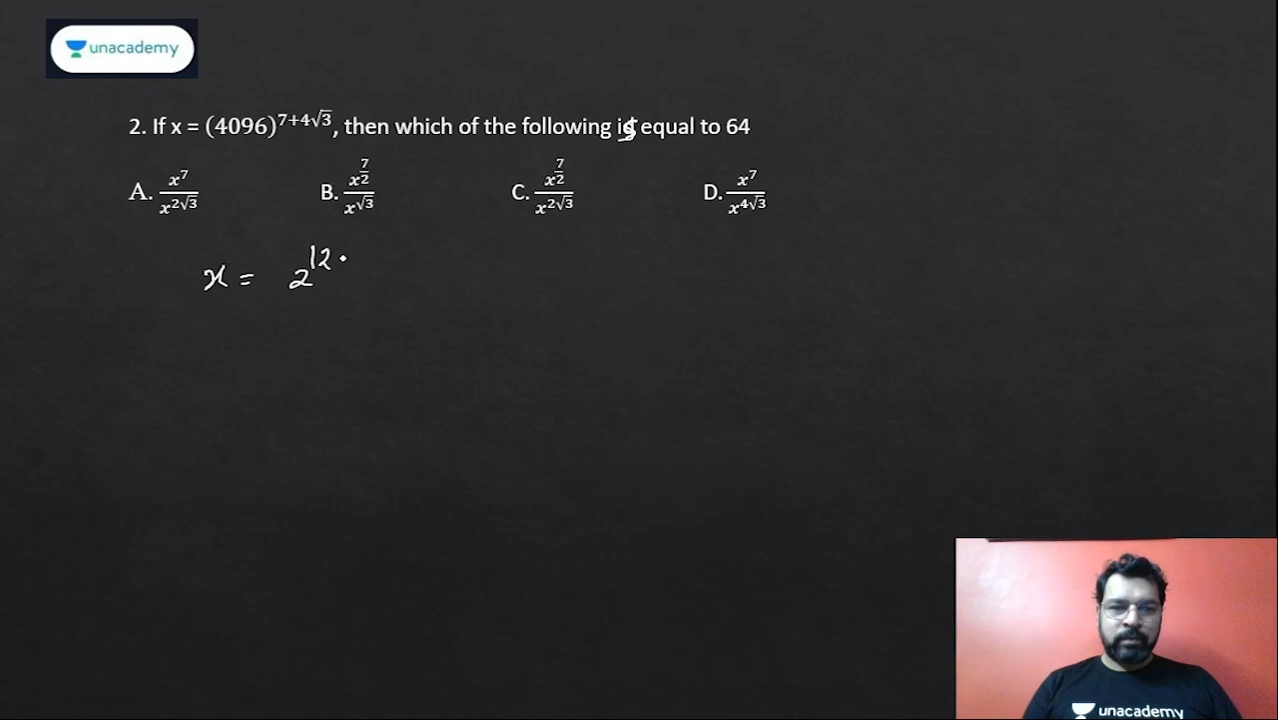 unacademy
2. If x = (4096)^{7+4√3}, then which of the following is equal to 64
A. x^7/x^{2√3} B. x^{7/2}/x^{√3} C. x^{7/2}/x^{2√3} D. x^7/x^{4√3}
x = 2^{12·}
unacademy